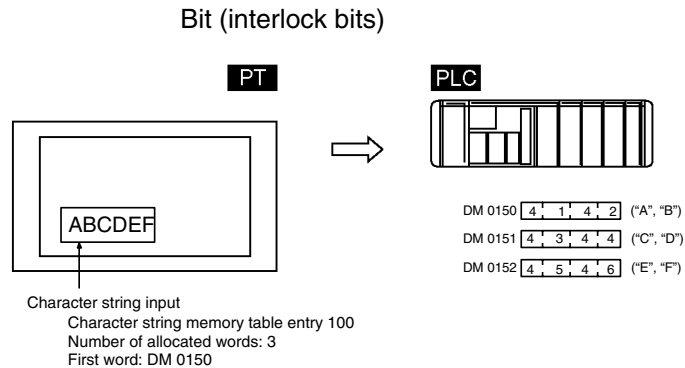 Bit (interlock bits)
PT
PLC
ABCDEF
DM 0150 4 1 4 2 (“A”, “B”)
DM 0151 4 3 4 4 (“C”, “D”)
DM 0152 4 5 4 6 (“E”, “F”)
Character string input
Character string memory table entry 100
Number of allocated words: 3
First word: DM 0150